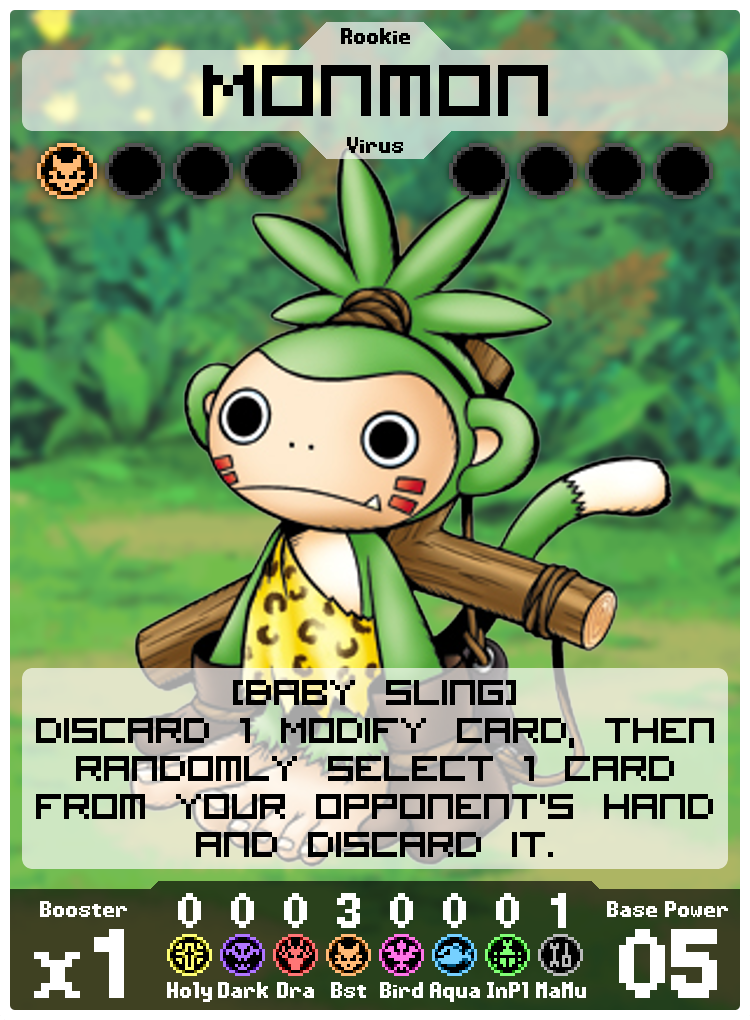 Rookie
MONMON
Virus
[BABY SLING]
DISCARD 1 MODIFY CARD, THEN
RANDOMLY SELECT 1 CARD
FROM YOUR OPPONENT'S HAND
AND DISCARD IT.
Booster
x1
0 0 0 3 0 0 0 1
Holy Dark Dra Bst Bird Aqua InPl MaMu
Base Power
05